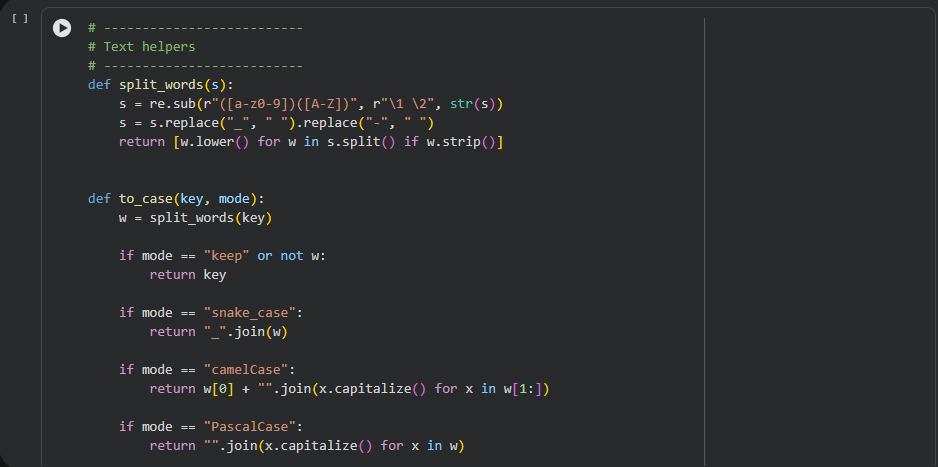 [ ]
# --------------------------
# Text helpers
# --------------------------
def split_words(s):
    s = re.sub(r"([a-z0-9])([A-Z])", r"\1 \2", str(s))
    s = s.replace("_", " ").replace("-", " ")
    return [w.lower() for w in s.split() if w.strip()]


def to_case(key, mode):
    w = split_words(key)

    if mode == "keep" or not w:
        return key

    if mode == "snake_case":
        return "_".join(w)

    if mode == "camelCase":
        return w[0] + "".join(x.capitalize() for x in w[1:])

    if mode == "PascalCase":
        return "".join(x.capitalize() for x in w)